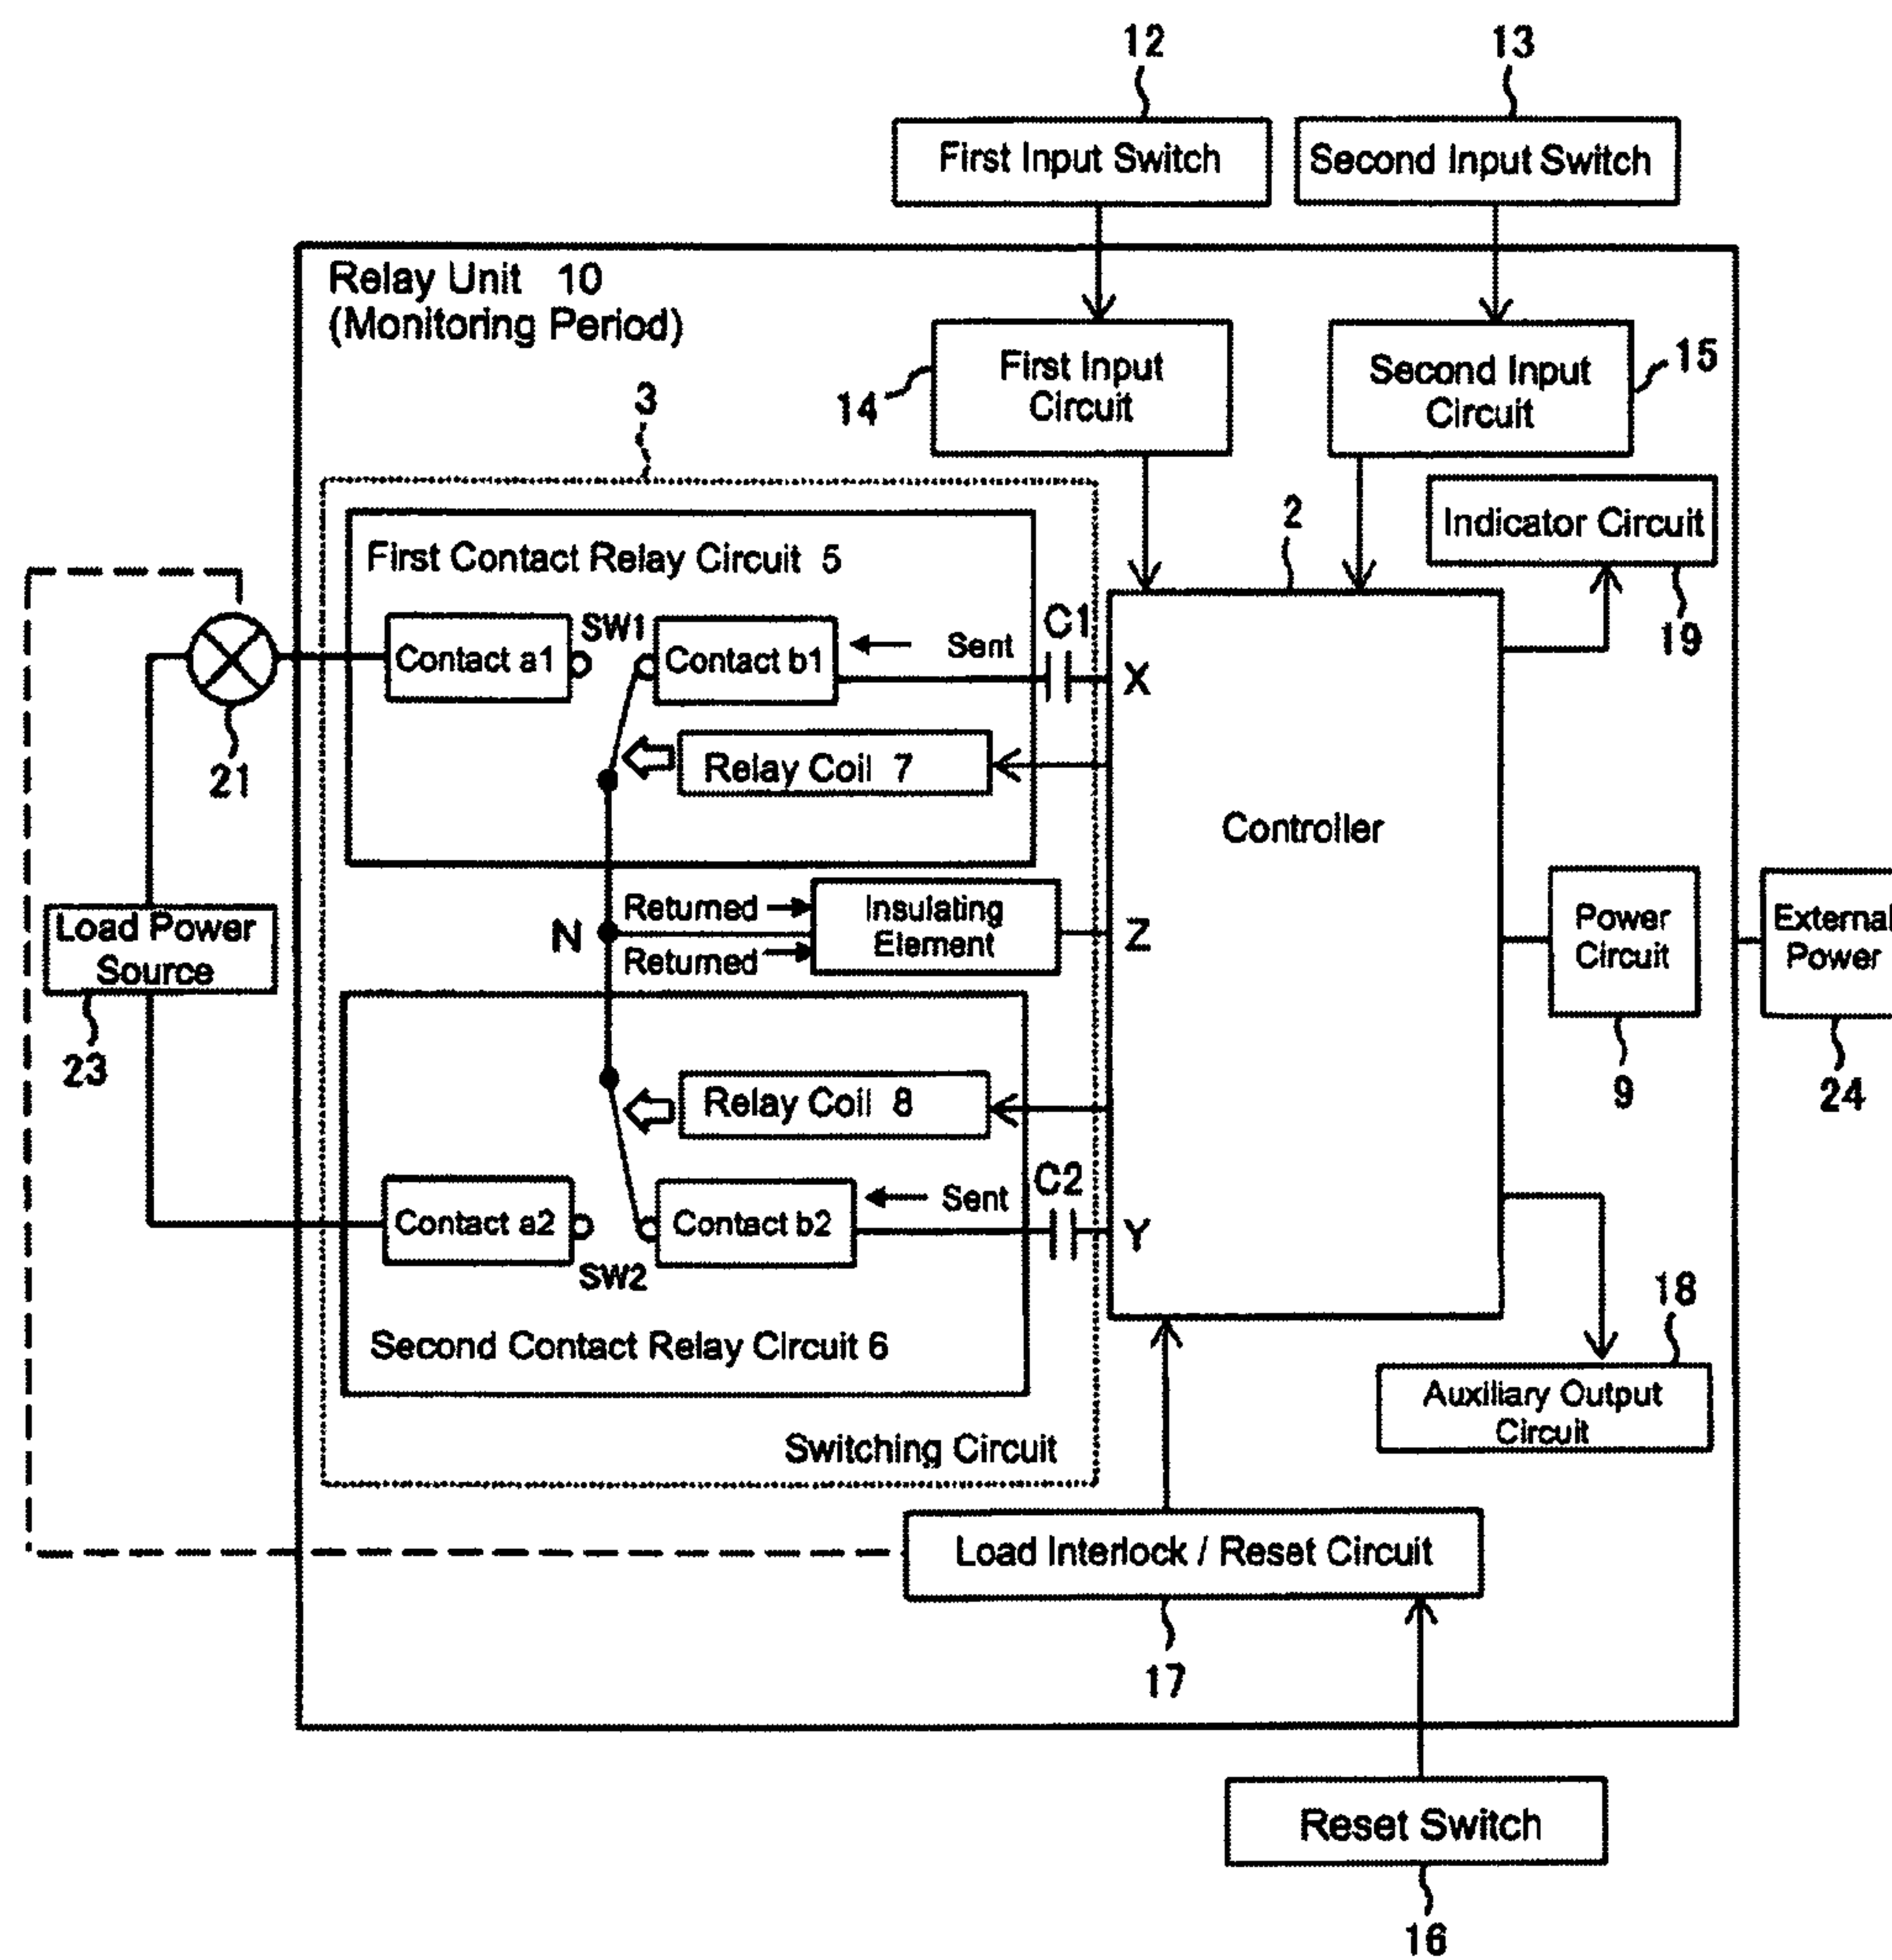 12
13
First Input Switch
Second Input Switch
Relay Unit 10
(Monitoring Period)
First Input
Circuit
14
Second Input
Circuit
15
3
2
Indicator Circuit
19
First Contact Relay Circuit 5
Contact a1
SW1
Contact b1
Sent
C1
X
21
Relay Coil 7
Controller
Load Power
Source
23
N
Returned
Returned
Insulating
Element
Z
Power
Circuit
9
External
Power
24
Relay Coil 8
Contact a2
SW2
Contact b2
Sent
C2
Y
Second Contact Relay Circuit 6
Switching Circuit
18
Auxiliary Output
Circuit
Load Interlock / Reset Circuit
17
Reset Switch
16